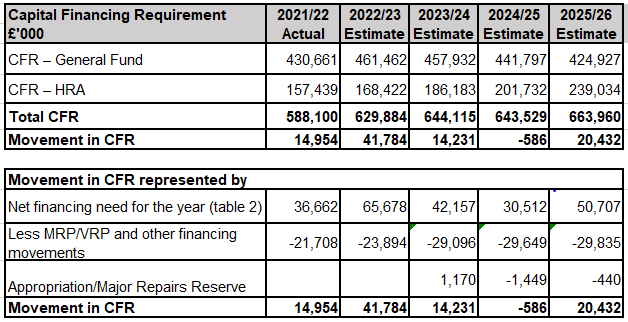 Capital Financing Requirement 2021/22 2022/23 2023/24 2024/25 2025/26
£'000 Actual Estimate Estimate Estimate Estimate
CFR – General Fund 430,661 461,462 457,932 441,797 424,927
CFR – HRA 157,439 168,422 186,183 201,732 239,034
Total CFR 588,100 629,884 644,115 643,529 663,960
Movement in CFR 14,954 41,784 14,231 -586 20,432
Movement in CFR represented by
Net financing need for the year (table 2) 36,662 65,678 42,157 30,512 50,707
Less MRP/VRP and other financing
movements -21,708 -23,894 -29,096 -29,649 -29,835
Appropriation/Major Repairs Reserve 1,170 -1,449 -440
Movement in CFR 14,954 41,784 14,231 -586 20,432